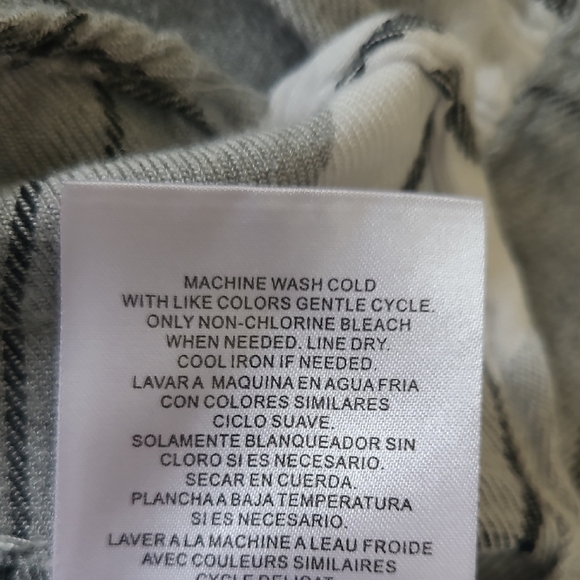 MACHINE WASH COLD
WITH LIKE COLORS GENTLE CYCLE.
ONLY NON-CHLORINE BLEACH
WHEN NEEDED. LINE DRY.
COOL IRON IF NEEDED.
LAVAR A MAQUINA EN AGUA FRIA
CON COLORES SIMILARES
CICLO SUAVE.
SOLAMENTE BLANQUEADOR SIN
CLORO SI ES NECESARIO.
SECAR EN CUERDA.
PLANCHA A BAJA TEMPERATURA
SI ES NECESARIO.
LAVER A LA MACHINE A LEAU FROIDE
AVEC COULEURS SIMILAIRES
CYCLE DELICAT